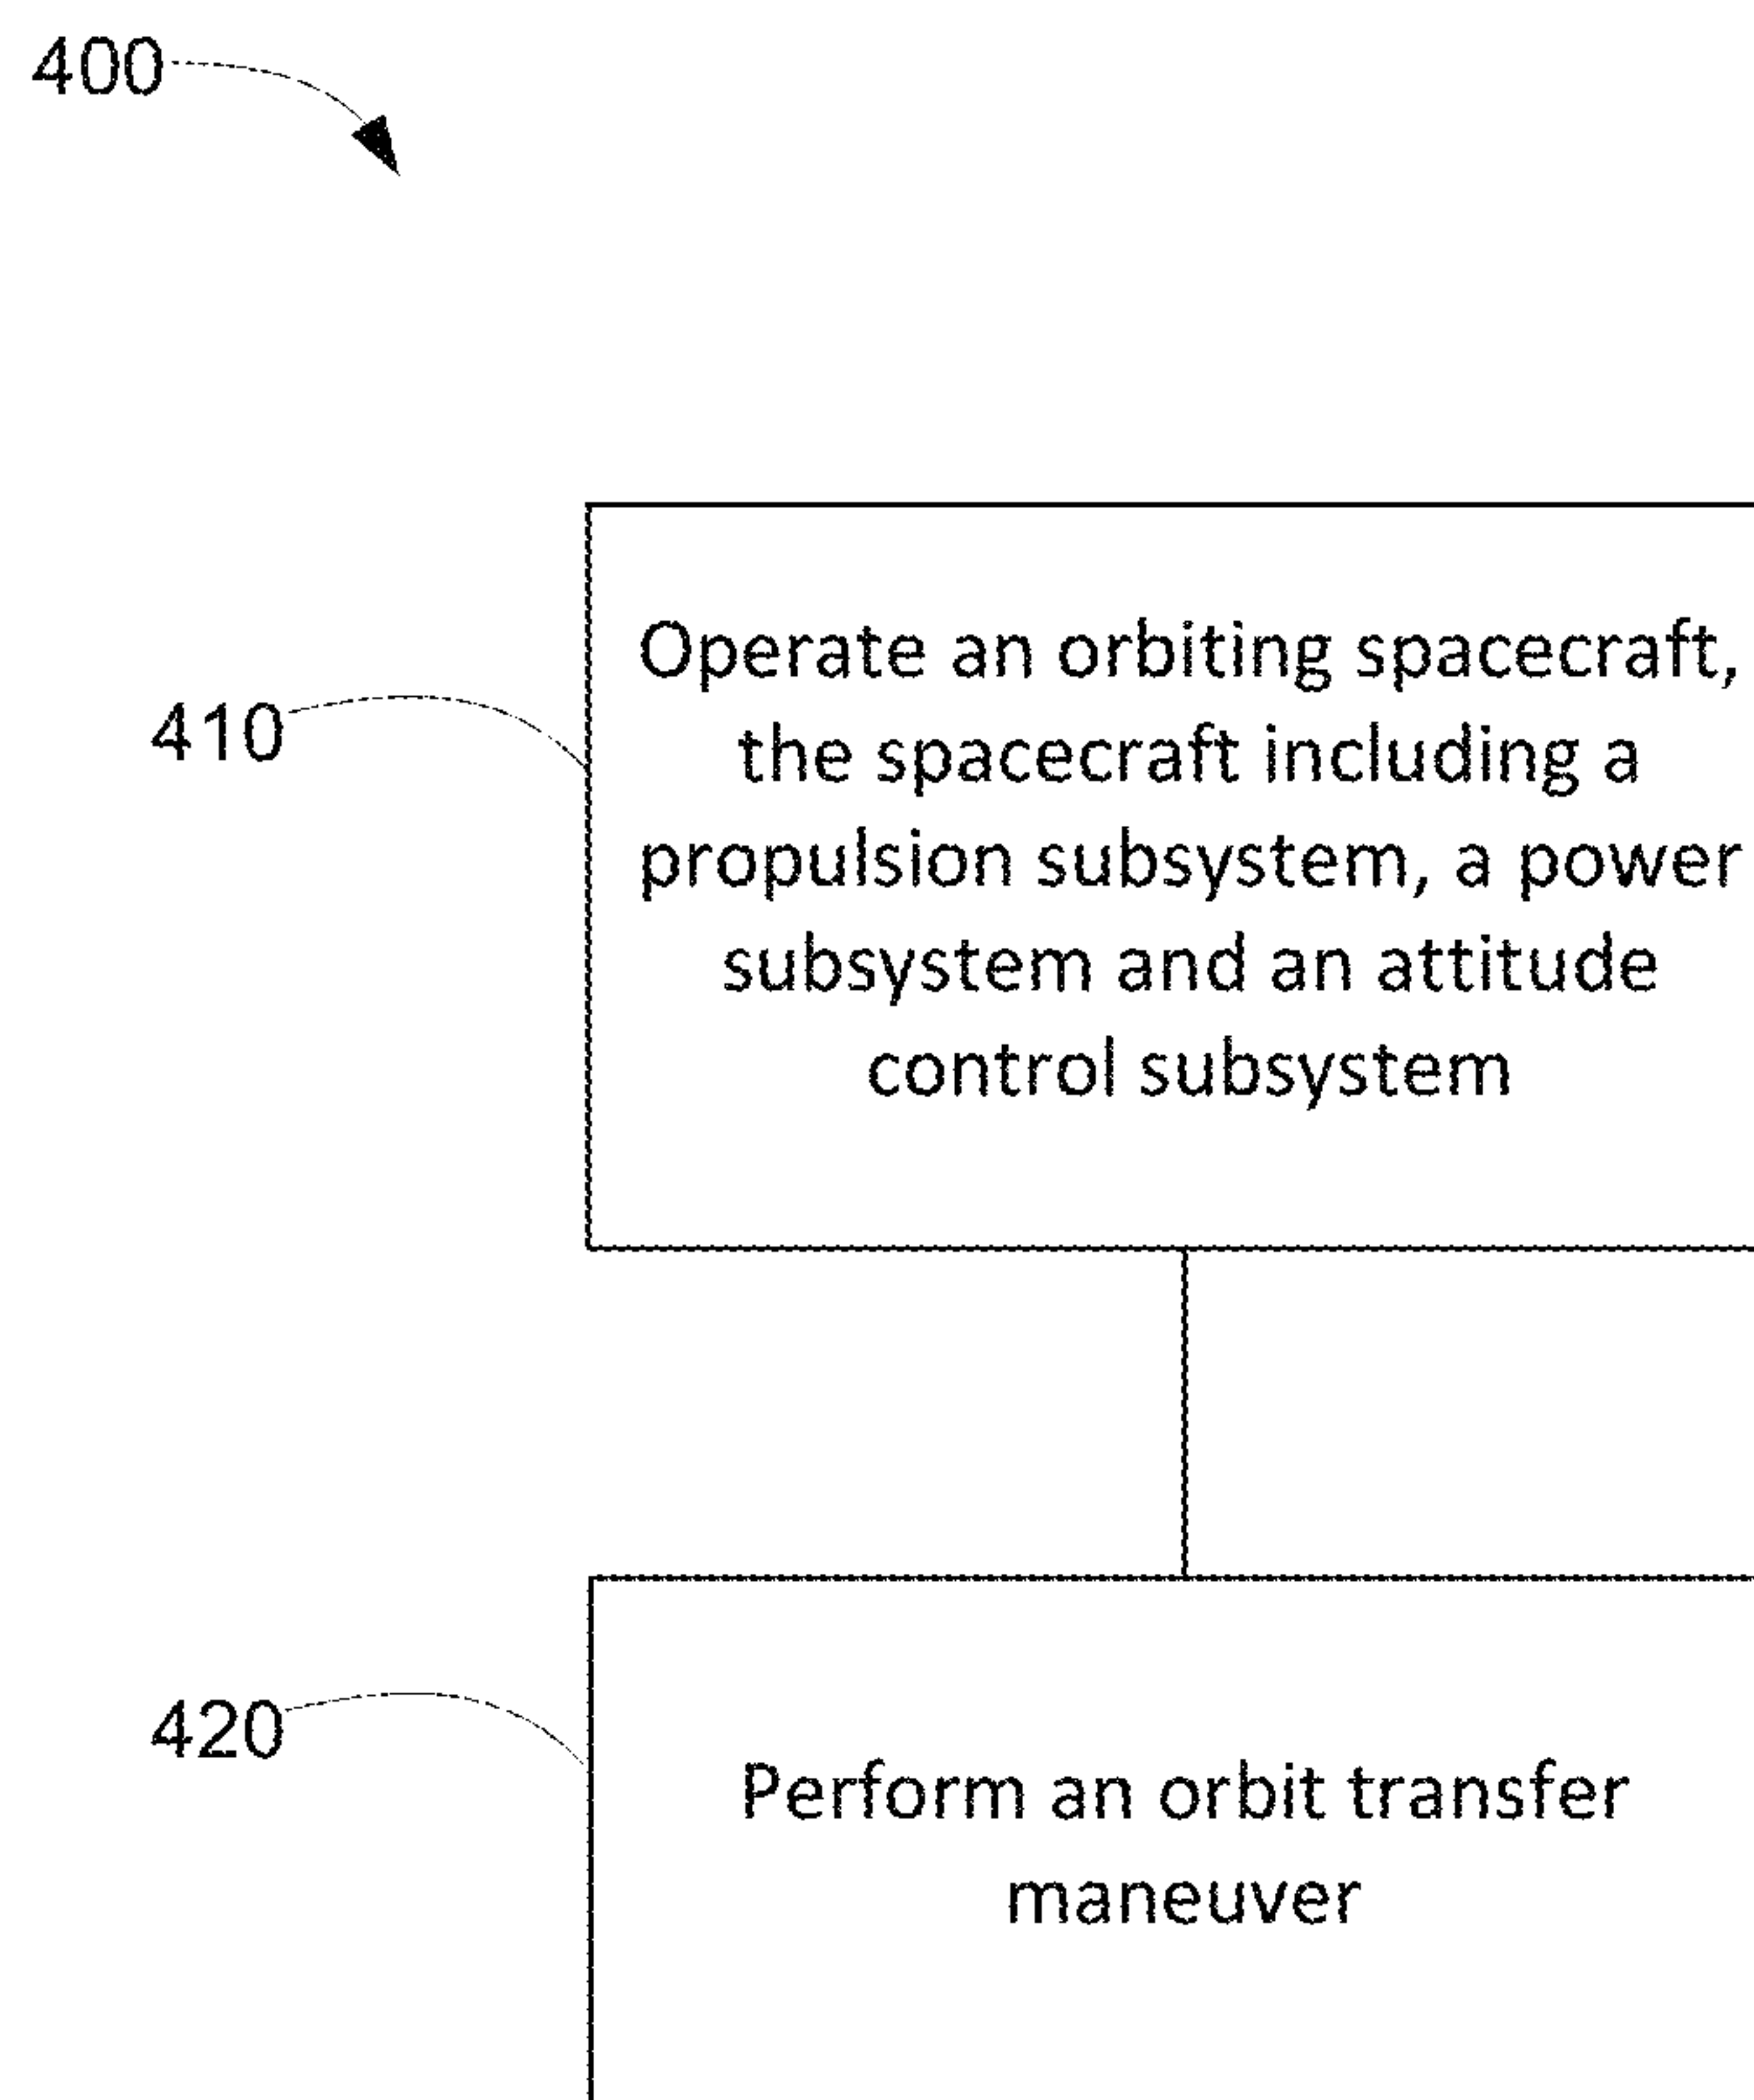 400
410
Operate an orbiting spacecraft,
the spacecraft including a
propulsion subsystem, a power
subsystem and an attitude
control subsystem
420
Perform an orbit transfer
maneuver